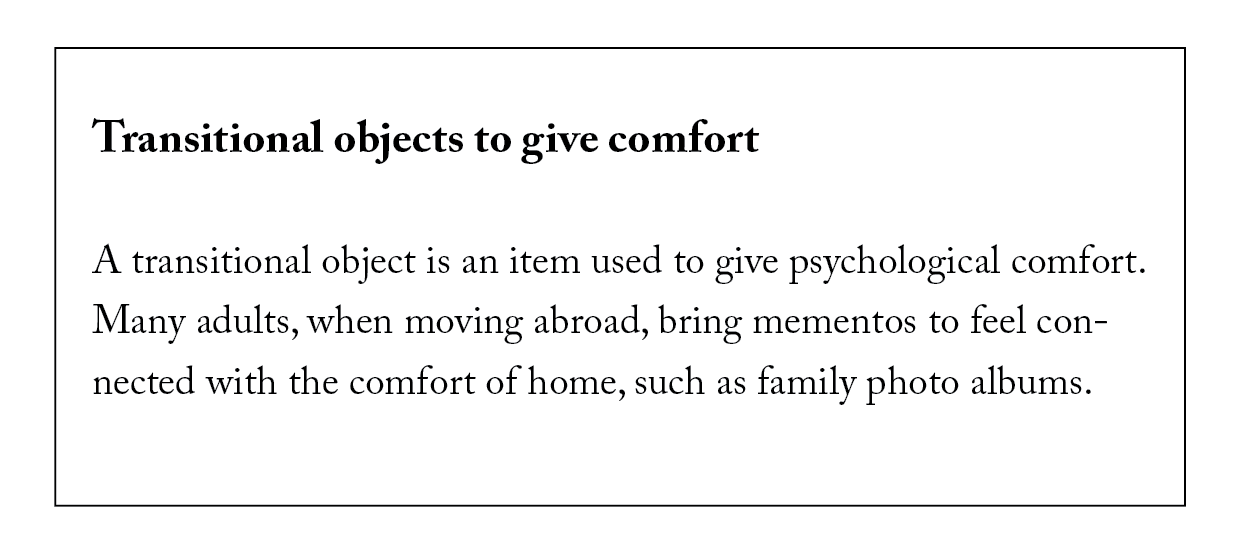 Transitional objects to give comfort
A transitional object is an item used to give psychological comfort.
Many adults, when moving abroad, bring mementos to feel con-
nected with the comfort of home, such as family photo albums.